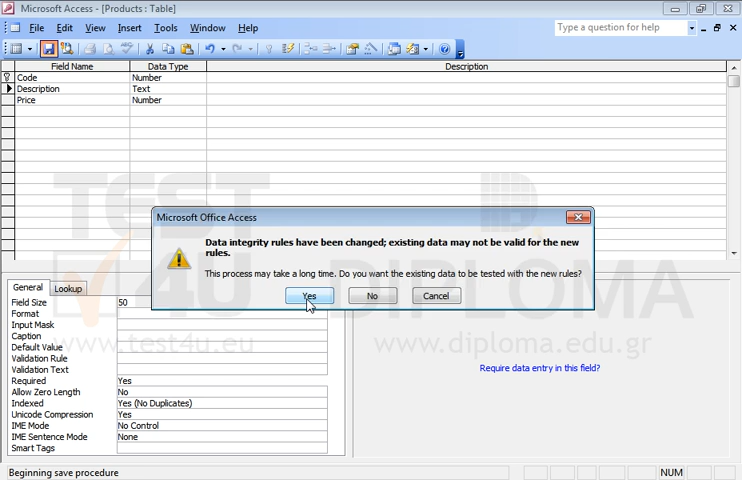 Microsoft Access - [Products : Table]
File Edit View Insert Tools Window Help
Type a question for help
Field Name Data Type Description
Code Number
Description Text
Price Number
TEST
4U DIPLOMA
www.test4u.eu www.diploma.edu.gr
Microsoft Office Access
Data integrity rules have been changed; existing data may not be valid for the new
rules.
This process may take a long time. Do you want the existing data to be tested with the new rules?
Yes No Cancel
General Lookup
Field Size 50
Format
Input Mask
Caption
Default Value
Validation Rule
Validation Text
Required Yes
Allow Zero Length No
Indexed Yes (No Duplicates)
Unicode Compression Yes
IME Mode No Control
IME Sentence Mode None
Smart Tags
Require data entry in this field?
Beginning save procedure NUM